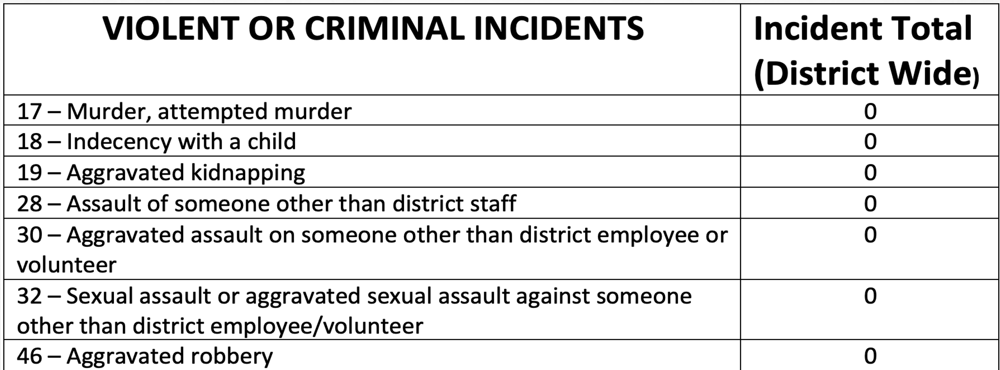 VIOLENT OR CRIMINAL INCIDENTS
Incident Total
(District Wide)
17 – Murder, attempted murder
0
18 – Indecency with a child
0
19 – Aggravated kidnapping
0
28 – Assault of someone other than district staff
0
30 – Aggravated assault on someone other than district employee or
volunteer
0
32 – Sexual assault or aggravated sexual assault against someone
other than district employee/volunteer
0
46 – Aggravated robbery
0